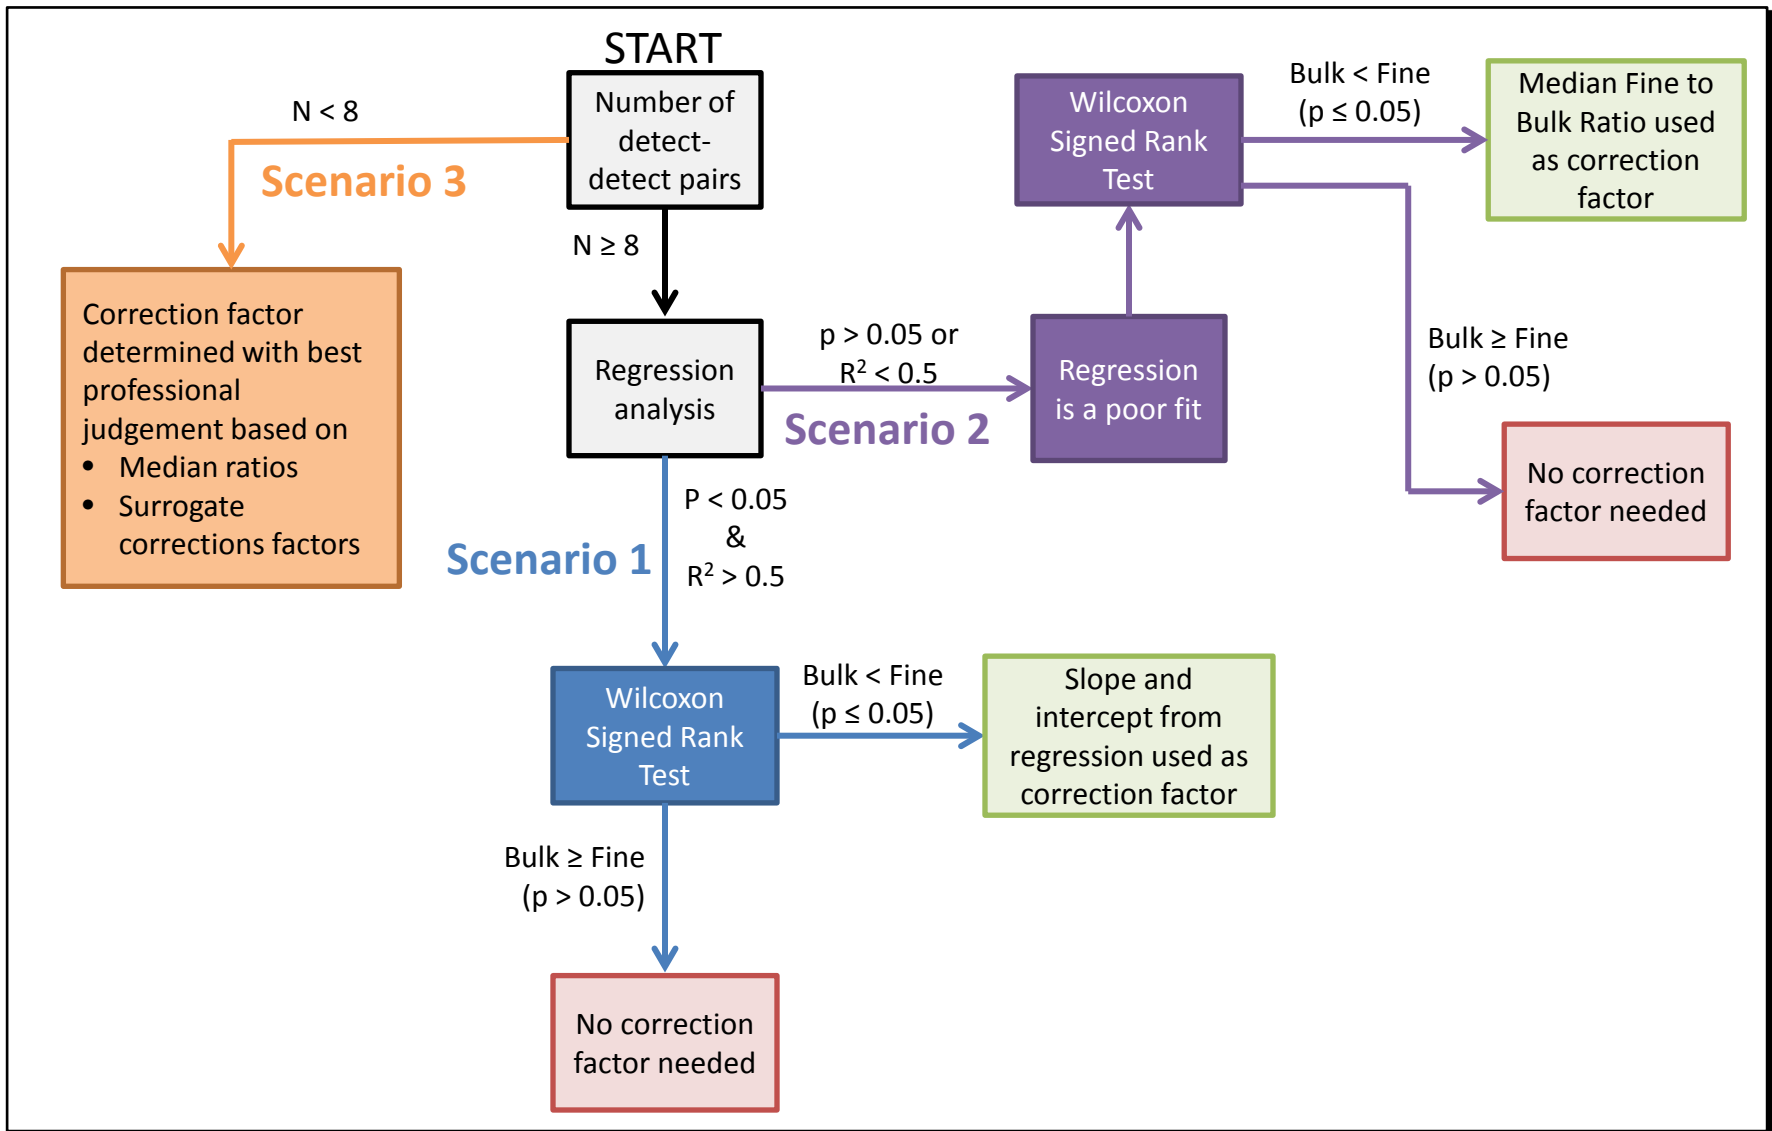 START
Number of
detect-
detect pairs
N < 8
Scenario 3
N ≥ 8
Correction factor
determined with best
professional
judgement based on
• Median ratios
• Surrogate
corrections factors
Regression
analysis
p > 0.05 or
R² < 0.5
Scenario 2
Regression
is a poor fit
Wilcoxon
Signed Rank
Test
Bulk < Fine
(p ≤ 0.05)
Median Fine to
Bulk Ratio used
as correction
factor
Bulk ≥ Fine
(p > 0.05)
No correction
factor needed
P < 0.05
&
R² > 0.5
Scenario 1
Wilcoxon
Signed Rank
Test
Bulk < Fine
(p ≤ 0.05)
Slope and
intercept from
regression used as
correction factor
Bulk ≥ Fine
(p > 0.05)
No correction
factor needed